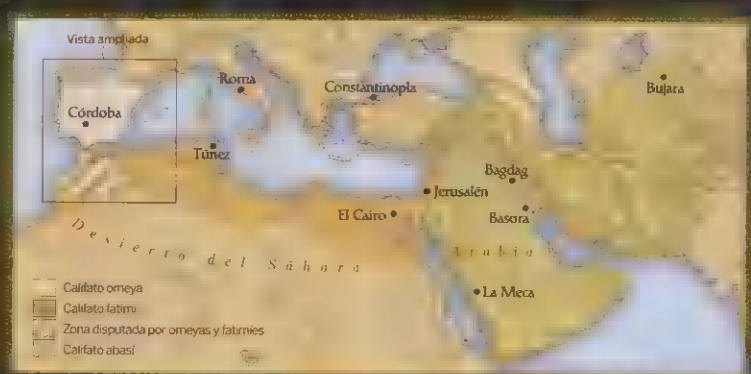 Vista ampliada
Roma
Constantinopla
Bujara
Córdoba
Túnez
Bagdag
Jerusalén
El Cairo
Basora
Desierto del Sáhara
Arabia
La Meca
Califato omeya
Califato fatimí
Zona disputada por omeyas y fatimíes
Califato abasí